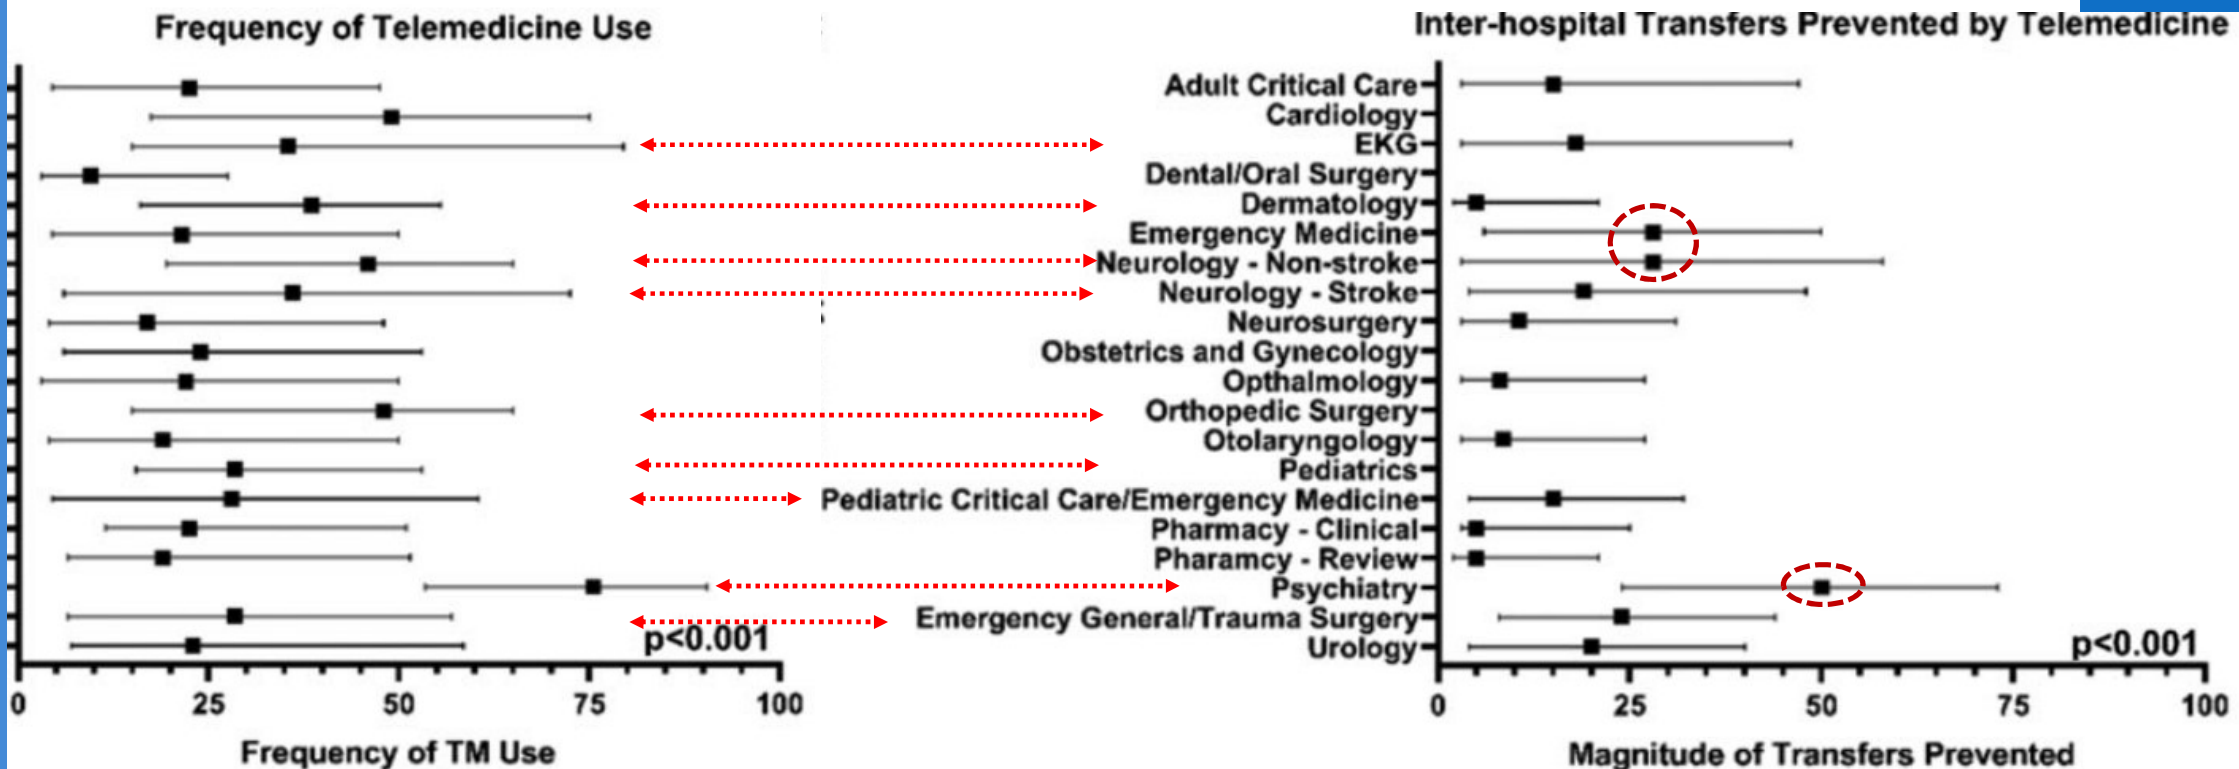 Frequency of Telemedicine Use
p<0.001
0 25 50 75 100
Frequency of TM Use
Inter-hospital Transfers Prevented by Telemedicine
Adult Critical Care
Cardiology
EKG
Dental/Oral Surgery
Dermatology
Emergency Medicine
Neurology - Non-stroke
Neurology - Stroke
Neurosurgery
Obstetrics and Gynecology
Opthalmology
Orthopedic Surgery
Otolaryngology
Pediatrics
Pediatric Critical Care/Emergency Medicine
Pharmacy - Clinical
Pharamcy - Review
Psychiatry
Emergency General/Trauma Surgery
Urology
p<0.001
0 25 50 75 100
Magnitude of Transfers Prevented